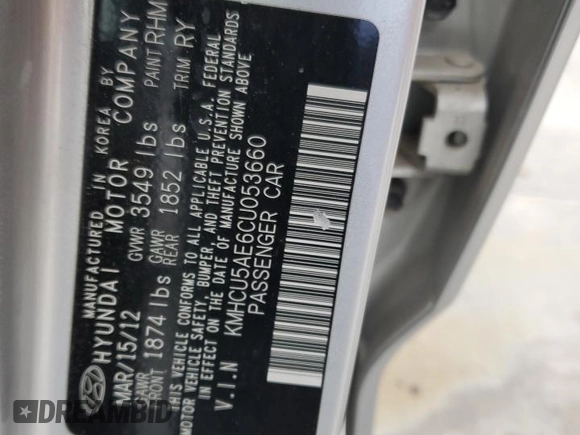 MANUFACTURED IN KOREA BY
HYUNDAI MOTOR COMPANY
MAR/15/12 GVWR 3549 lbs PAINT RHM
GAWR FRONT 1874 lbs GAWR REAR 1852 lbs TRIM RY
THIS VEHICLE CONFORMS TO ALL APPLICABLE U.S.A. FEDERAL
MOTOR VEHICLE SAFETY, BUMPER, AND THEFT PREVENTION STANDARDS
IN EFFECT ON THE DATE OF MANUFACTURE SHOWN ABOVE
V.I.N KMHCU5AE6CU053660
PASSENGER CAR
DREAMBID